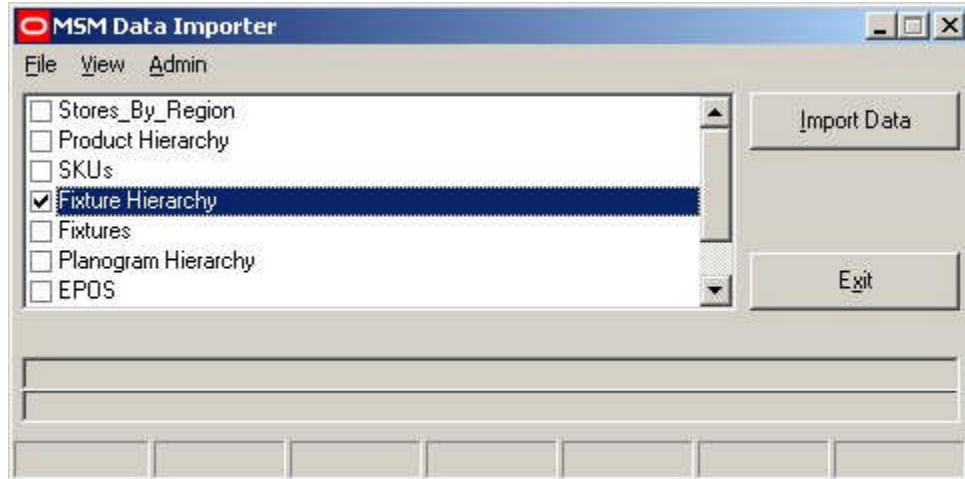 MSM Data Importer
File View Admin
Stores_By_Region
Product Hierarchy
SKUs
Fixture Hierarchy
Fixtures
Planogram Hierarchy
EPOS
Import Data
Exit